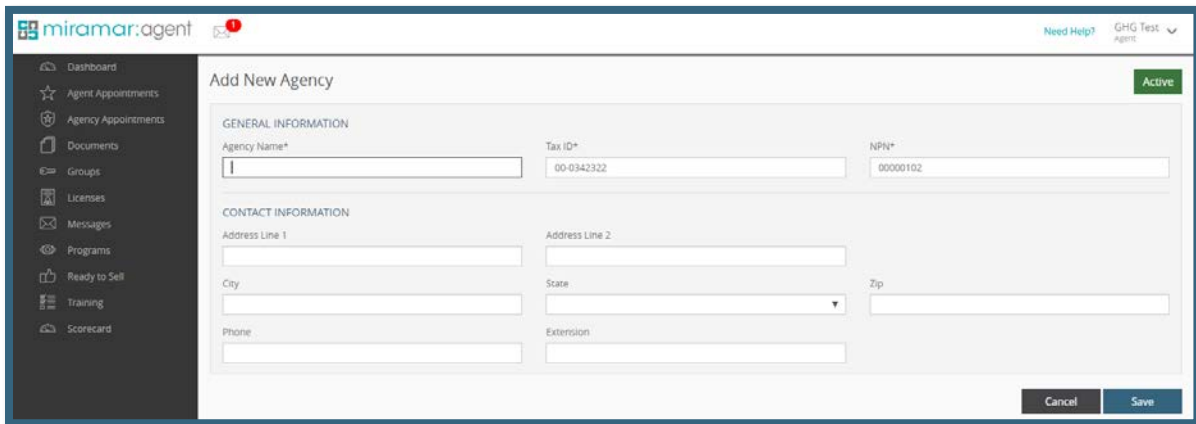 miramar:agent
1
Need Help?
GHG Test
Agent
Dashboard
Agent Appointments
Agency Appointments
Documents
Groups
Licenses
Messages
Programs
Ready to Sell
Training
Scorecard
Add New Agency
Active
GENERAL INFORMATION
Agency Name* Tax ID* NPN*
00-0342322 00000102
CONTACT INFORMATION
Address Line 1 Address Line 2
City State Zip
Phone Extension
Cancel Save